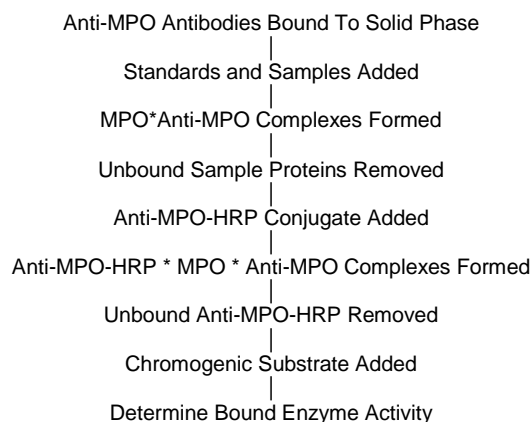 Anti-MPO Antibodies Bound To Solid Phase
Standards and Samples Added
MPO*Anti-MPO Complexes Formed
Unbound Sample Proteins Removed
Anti-MPO-HRP Conjugate Added
Anti-MPO-HRP * MPO * Anti-MPO Complexes Formed
Unbound Anti-MPO-HRP Removed
Chromogenic Substrate Added
Determine Bound Enzyme Activity